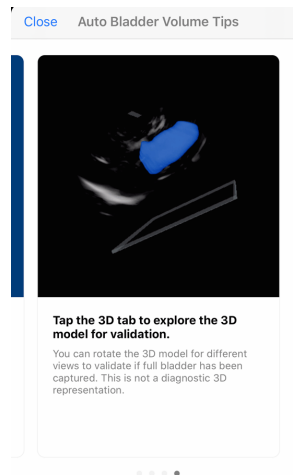 Close Auto Bladder Volume Tips
Tap the 3D tab to explore the 3D
model for validation.
You can rotate the 3D model for different
views to validate if full bladder has been
captured. This is not a diagnostic 3D
representation.